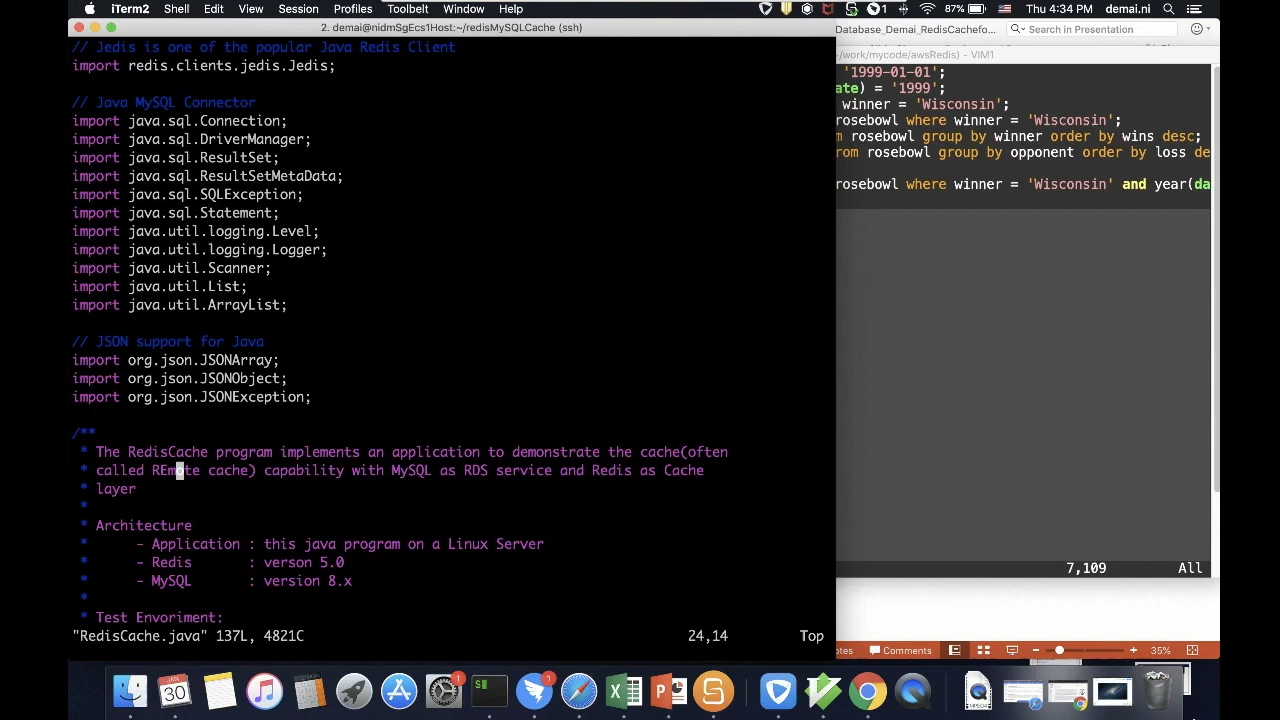 iTerm2 Shell Edit View Session Profiles Toolbelt Window Help 87% Thu 4:34 PM demai.ni
2. demai@nidmSgEcs1Host:~/redisMySQLCache (ssh)
Database_Demai_RedisCachefo...
Search in Presentation
~/work/mycode/awsRedis) - VIM1
// Jedis is one of the popular Java Redis Client
import redis.clients.jedis.Jedis;
// Java MySQL Connector
import java.sql.Connection;
import java.sql.DriverManager;
import java.sql.ResultSet;
import java.sql.ResultSetMetaData;
import java.sql.SQLException;
import java.sql.Statement;
import java.util.logging.Level;
import java.util.logging.Logger;
import java.util.Scanner;
import java.util.List;
import java.util.ArrayList;
// JSON support for Java
import org.json.JSONArray;
import org.json.JSONObject;
import org.json.JSONException;
/**
* The RedisCache program implements an application to demonstrate the cache(often
* called REmote cache) capability with MySQL as RDS service and Redis as Cache
* layer
*
* Architecture
* - Application : this java program on a Linux Server
* - Redis : verson 5.0
* - MySQL : version 8.x
*
* Test Enviroment:
"RedisCache.java" 137L, 4821C 24,14 Top
'1999-01-01';
ate) = '1999';
winner = 'Wisconsin';
rosebowl where winner = 'Wisconsin';
m rosebowl group by winner order by wins desc;
rom rosebowl group by opponent order by loss de
rosebowl where winner = 'Wisconsin' and year(da
7,109 All
otes Comments 35%
JAN
30
1
1